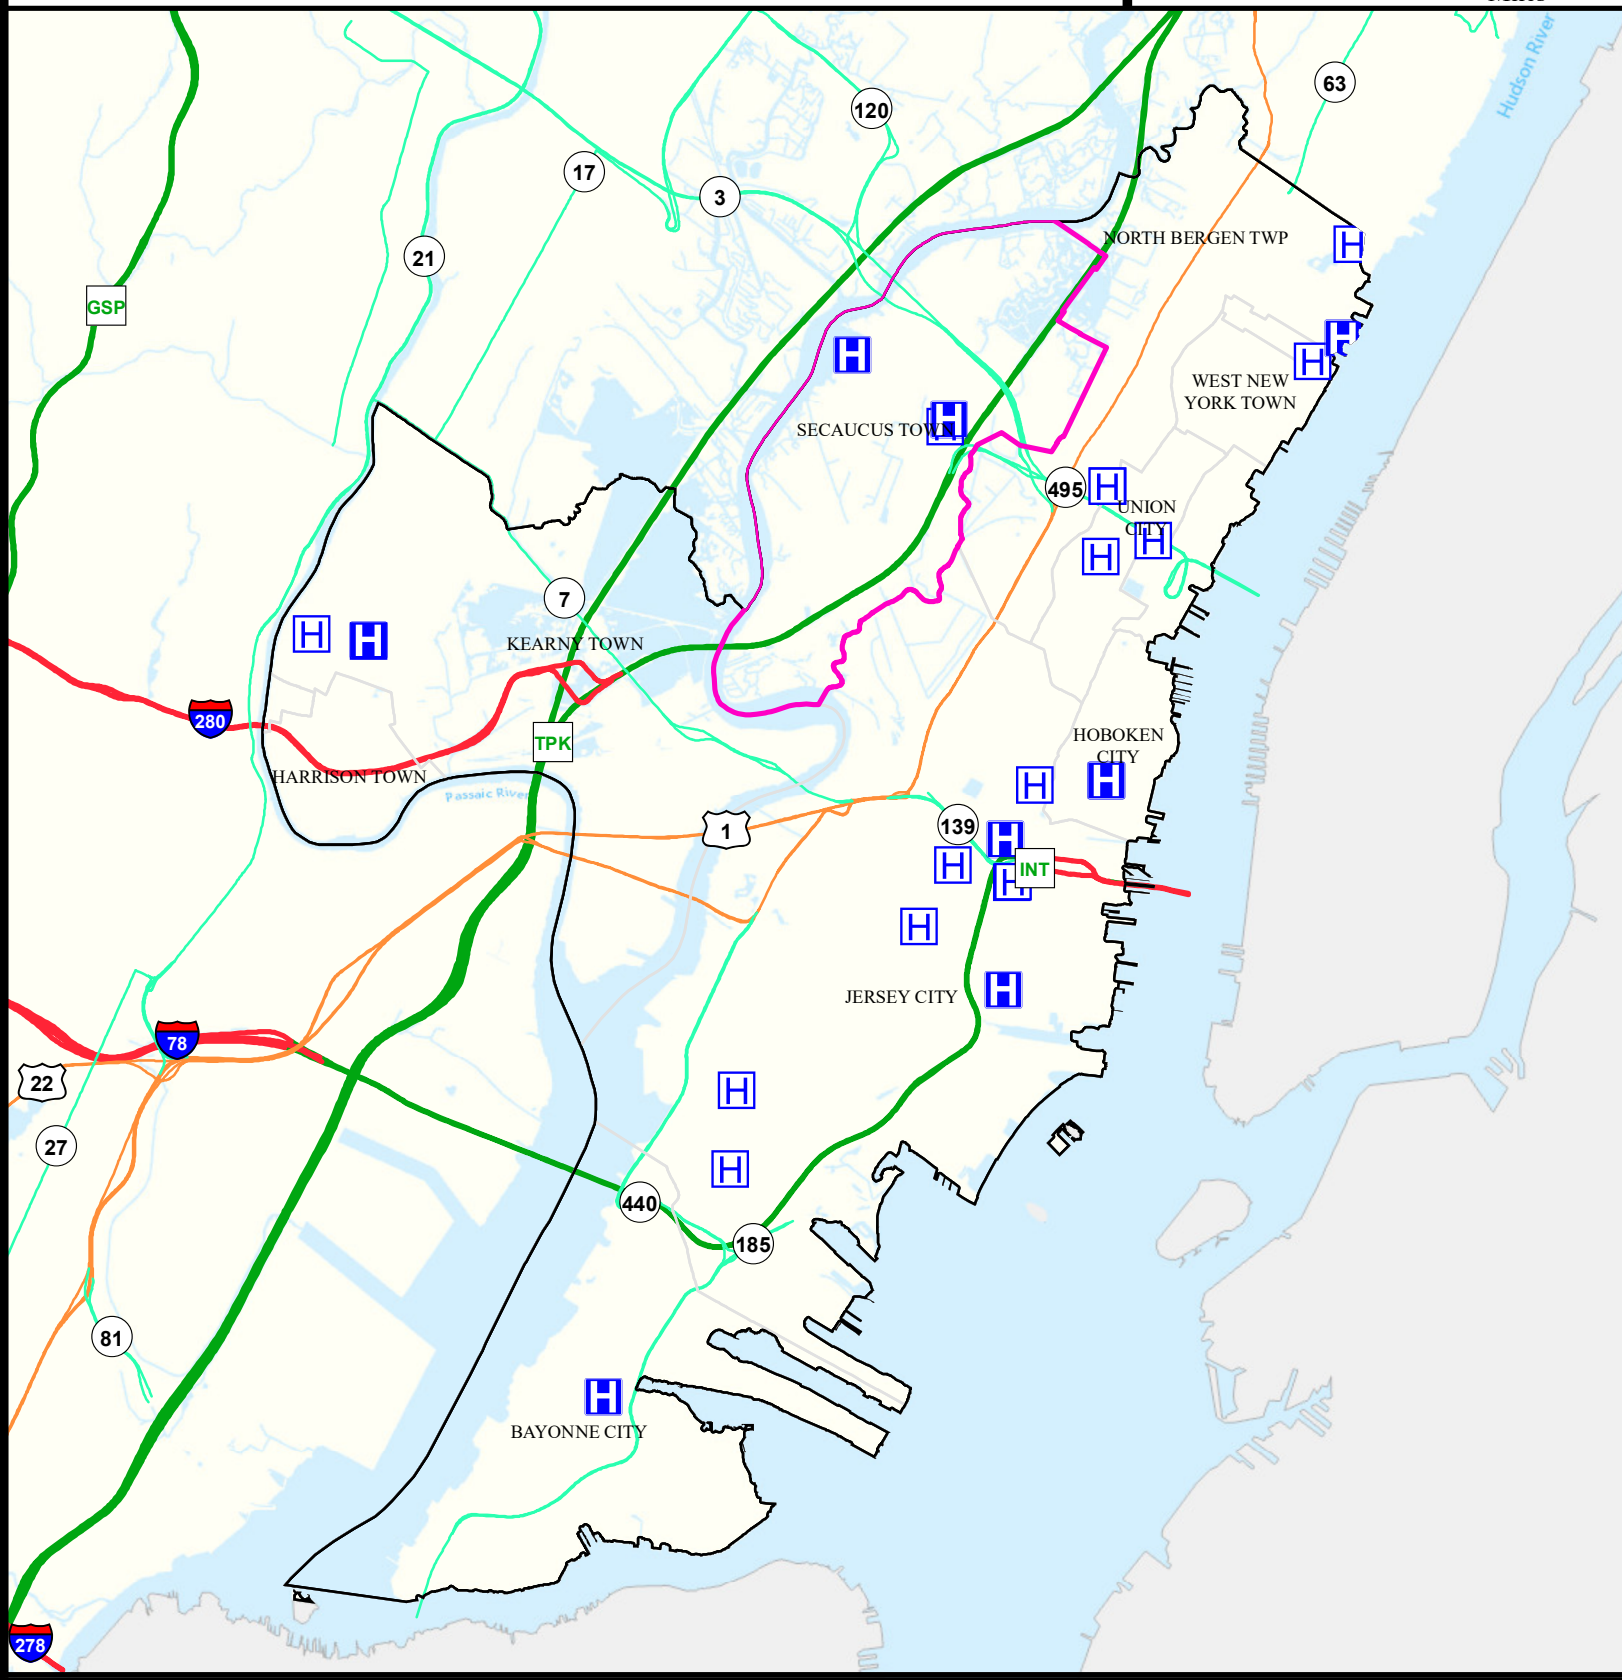 Hudson River
63
120
17
3
21
NORTH BERGEN TWP
H
GSP
H
H
H
WEST NEW
YORK TOWN
SECAUCUS TOWN
H
495
H
UNION
CITY
H
H
7
H
H
KEARNY TOWN
280
TPK
HOBOKEN
CITY
HARRISON TOWN
H
H
Passaic River
1
139
H
H
INT
H
H
JERSEY CITY
H
78
22
H
27
H
440
185
81
H
BAYONNE CITY
278